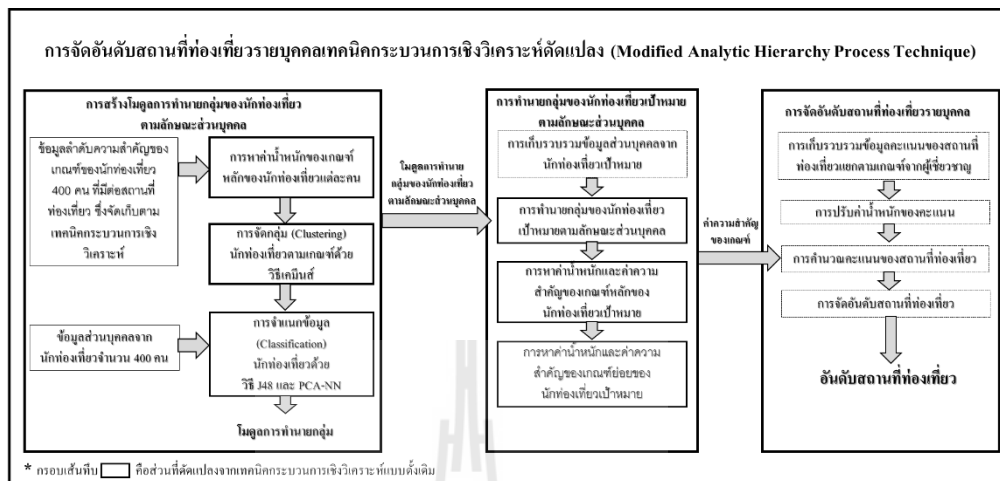 การจัดอันดับสถานที่ท่องเที่ยวรายบุคคลเทคนิคกระบวนการเชิงวิเคราะห์ดัดแปลง (Modified Analytic Hierarchy Process Technique)
การสร้างโมดูลการทำนายกลุ่มของนักท่องเที่ยว
ตามลักษณะส่วนบุคคล
ข้อมูลลำดับความสำคัญของ
เกณฑ์ของนักท่องเที่ยว
400 คน ที่มีต่อสถานที่
ท่องเที่ยว ซึ่งจัดเก็บตาม
เทคนิคกระบวนการเชิง
วิเคราะห์
การหาค่าน้ำหนักของเกณฑ์
หลักของนักท่องเที่ยวแต่ละคน
การจัดกลุ่ม (Clustering)
นักท่องเที่ยวตามเกณฑ์ด้วย
วิธีเคมีนส์
ข้อมูลส่วนบุคคลจาก
นักท่องเที่ยวจำนวน 400 คน
การจำแนกข้อมูล
(Classification)
นักท่องเที่ยวด้วย
วิธี J48 และ PCA-NN
โมดูลการทำนายกลุ่ม
โมดูลการทำนาย
กลุ่มของนักท่องเที่ยว
ตามลักษณะส่วนบุคคล
การทำนายกลุ่มของนักท่องเที่ยวเป้าหมาย
ตามลักษณะส่วนบุคคล
การเก็บรวบรวมข้อมูลส่วนบุคคลจาก
นักท่องเที่ยวเป้าหมาย
การทำนายกลุ่มของนักท่องเที่ยว
เป้าหมายตามลักษณะส่วนบุคคล
การหาค่าน้ำหนักและค่าความ
สำคัญของเกณฑ์หลักของ
นักท่องเที่ยวเป้าหมาย
การหาค่าน้ำหนักและค่าความ
สำคัญของเกณฑ์ย่อยของ
นักท่องเที่ยวเป้าหมาย
ค่าความสำคัญ
ของเกณฑ์
การจัดอันดับสถานที่ท่องเที่ยวรายบุคคล
การเก็บรวบรวมข้อมูลคะแนนของสถานที่
ท่องเที่ยวแยกตามเกณฑ์จากผู้เชี่ยวชาญ
การปรับค่าน้ำหนักของคะแนน
การคำนวณคะแนนของสถานที่ท่องเที่ยว
การจัดอันดับสถานที่ท่องเที่ยว
อันดับสถานที่ท่องเที่ยว
* กรอบเส้นทึบ คือส่วนที่ดัดแปลงจากเทคนิคกระบวนการเชิงวิเคราะห์แบบดั้งเดิม